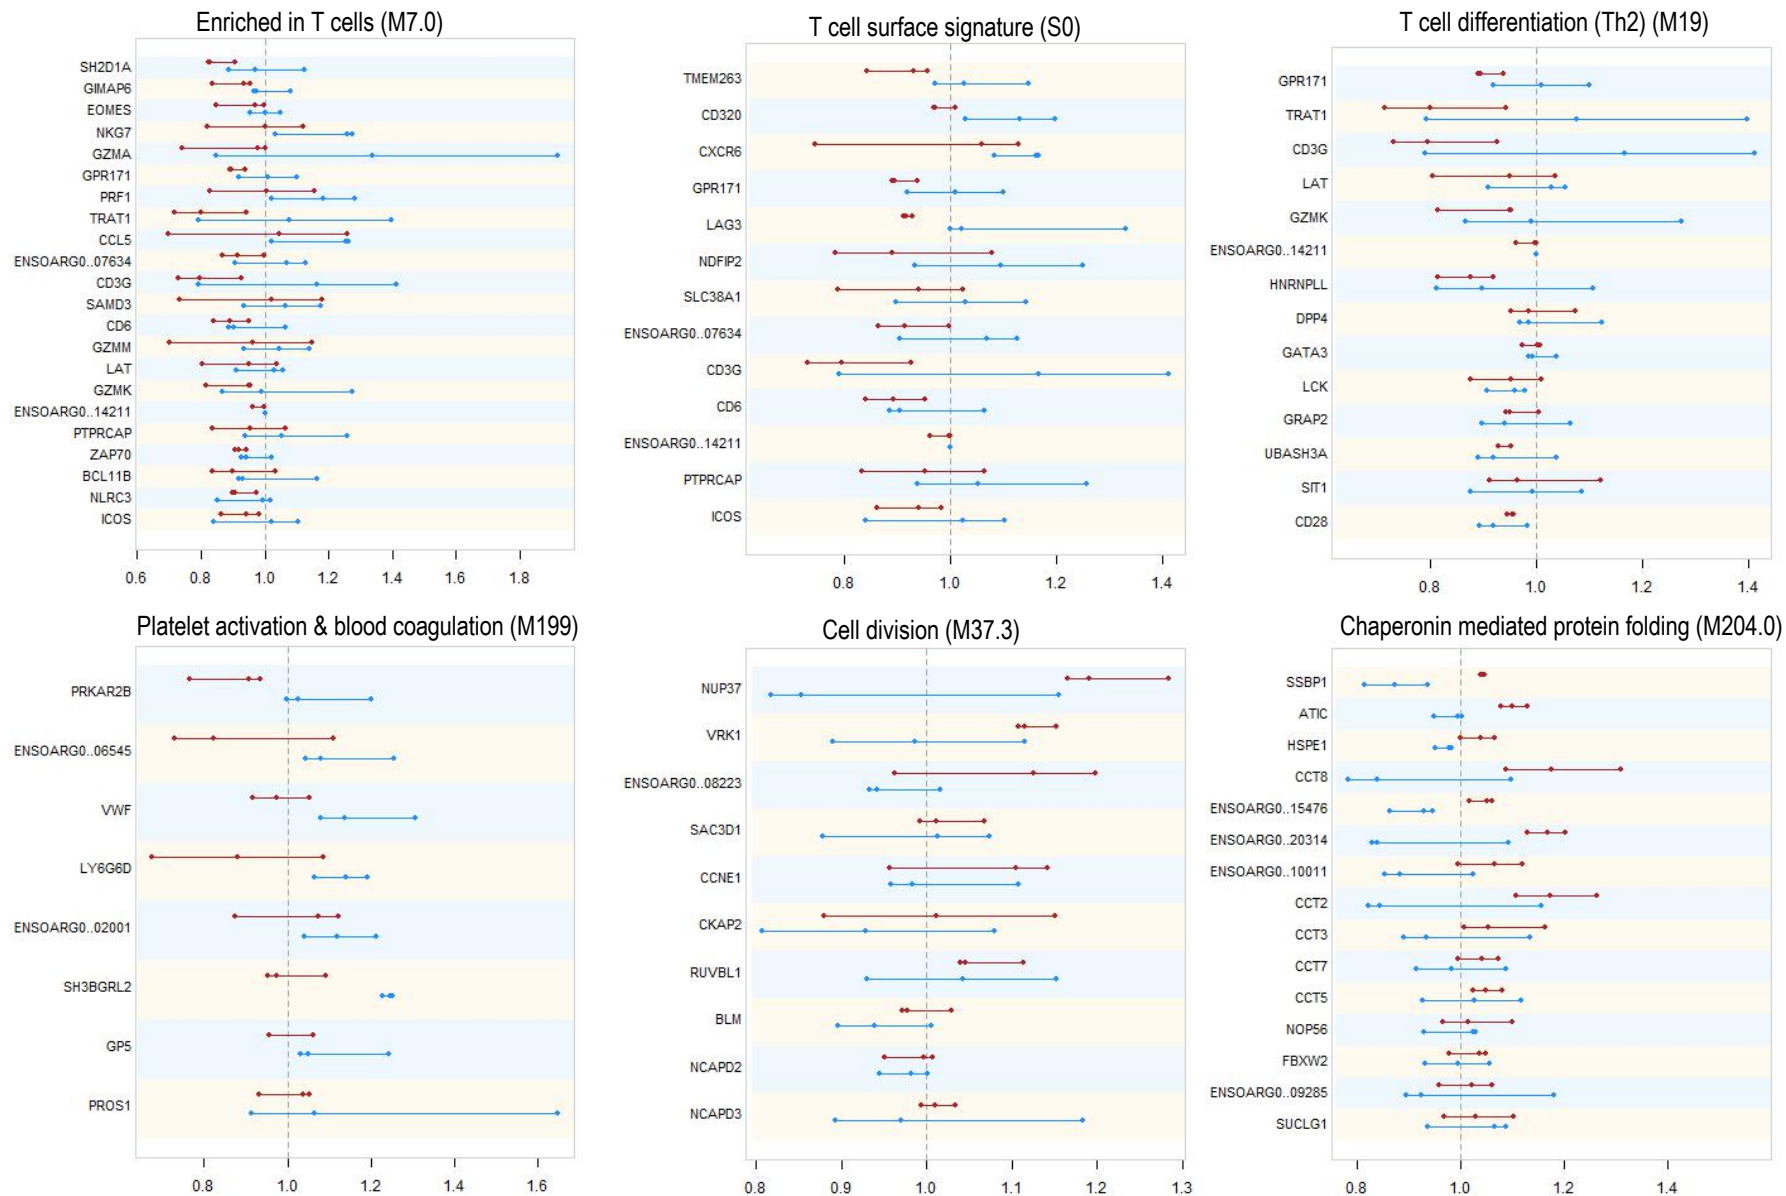 Enriched in T cells (M7.0)
SH2D1A
GIMAP6
EOMES
NKG7
GZMA
GPR171
PRF1
TRAT1
CCL5
ENSOARG0..07634
CD3G
SAMD3
CD6
GZMM
LAT
GZMK
ENSOARG0..14211
PTPRCAP
ZAP70
BCL11B
NLRC3
ICOS
0.6 0.8 1.0 1.2 1.4 1.6 1.8
T cell surface signature (S0)
TMEM263
CD320
CXCR6
GPR171
LAG3
NDFIP2
SLC38A1
ENSOARG0..07634
CD3G
CD6
ENSOARG0..14211
PTPRCAP
ICOS
0.8 1.0 1.2 1.4
T cell differentiation (Th2) (M19)
GPR171
TRAT1
CD3G
LAT
GZMK
ENSOARG0..14211
HNRNPLL
DPP4
GATA3
LCK
GRAP2
UBASH3A
SIT1
CD28
0.8 1.0 1.2 1.4
Platelet activation & blood coagulation (M199)
PRKAR2B
ENSOARG0..06545
VWF
LY6G6D
ENSOARG0..02001
SH3BGRL2
GP5
PROS1
0.8 1.0 1.2 1.4 1.6
Cell division (M37.3)
NUP37
VRK1
ENSOARG0..08223
SAC3D1
CCNE1
CKAP2
RUVBL1
BLM
NCAPD2
NCAPD3
0.8 0.9 1.0 1.1 1.2 1.3
Chaperonin mediated protein folding (M204.0)
SSBP1
ATIC
HSPE1
CCT8
ENSOARG0..15476
ENSOARG0..20314
ENSOARG0..10011
CCT2
CCT3
CCT7
CCT5
NOP56
FBXW2
ENSOARG0..09285
SUCLG1
0.8 1.0 1.2 1.4